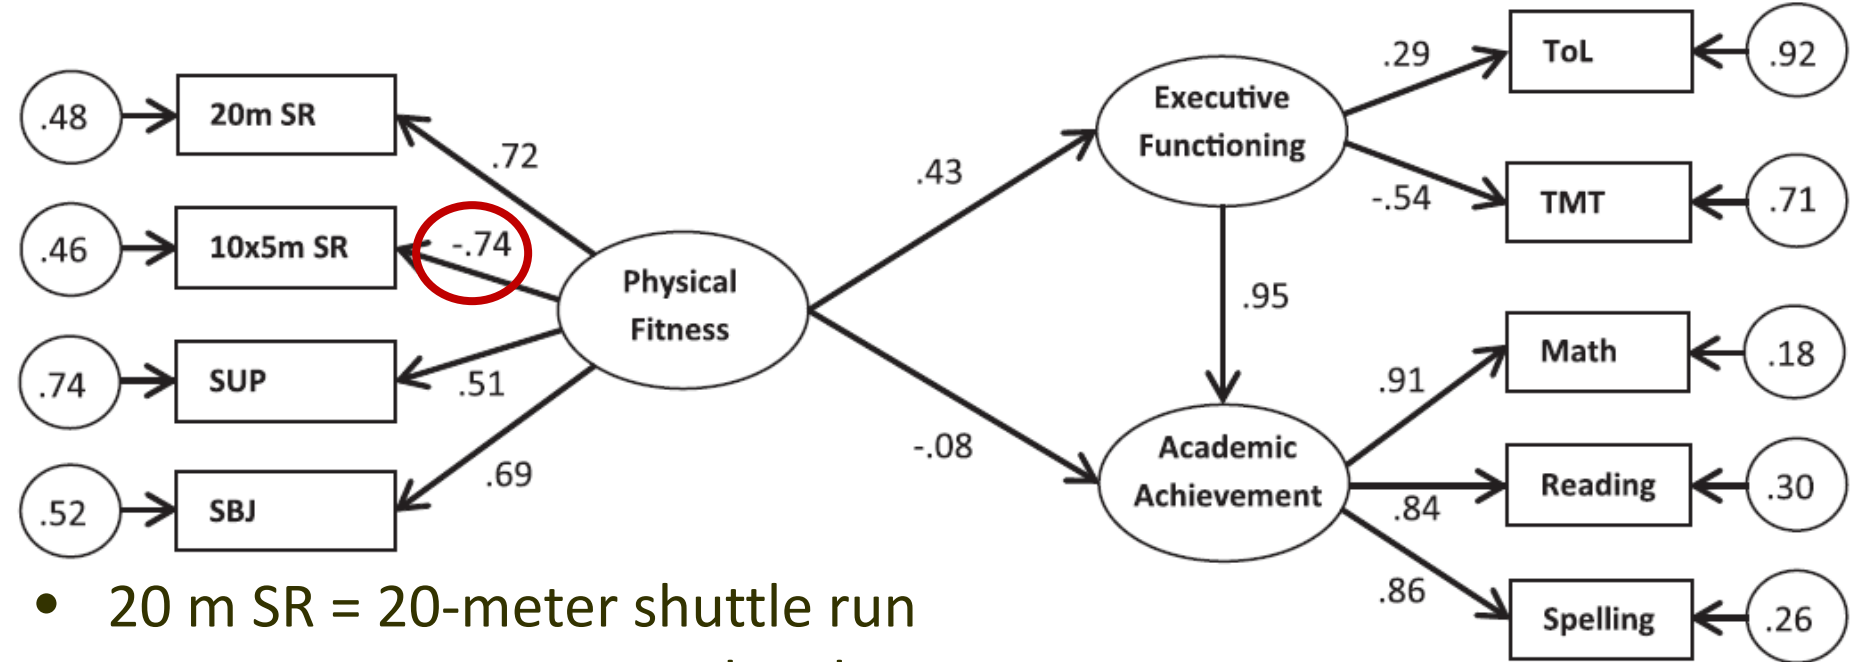 .48
20m SR
.72
.46
10x5m SR
-.74
.74
SUP
.51
.52
SBJ
.69
Physical
Fitness
.43
-.08
Executive
Functioning
.95
Academic
Achievement
.29
ToL
.92
-.54
TMT
.71
.91
Math
.18
.84
Reading
.30
.86
Spelling
.26
• 20 m SR = 20-meter shuttle run